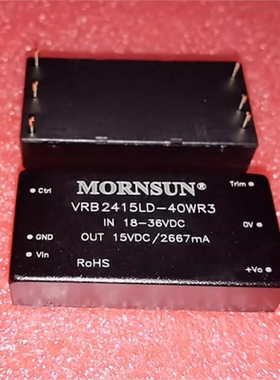 MORNSUN®
Ctrl
Trim
VRB2415LD-40WR3
IN 18-36VDC
0V
GND
OUT 15VDC/2667mA
Vin
RoHS
+Vo